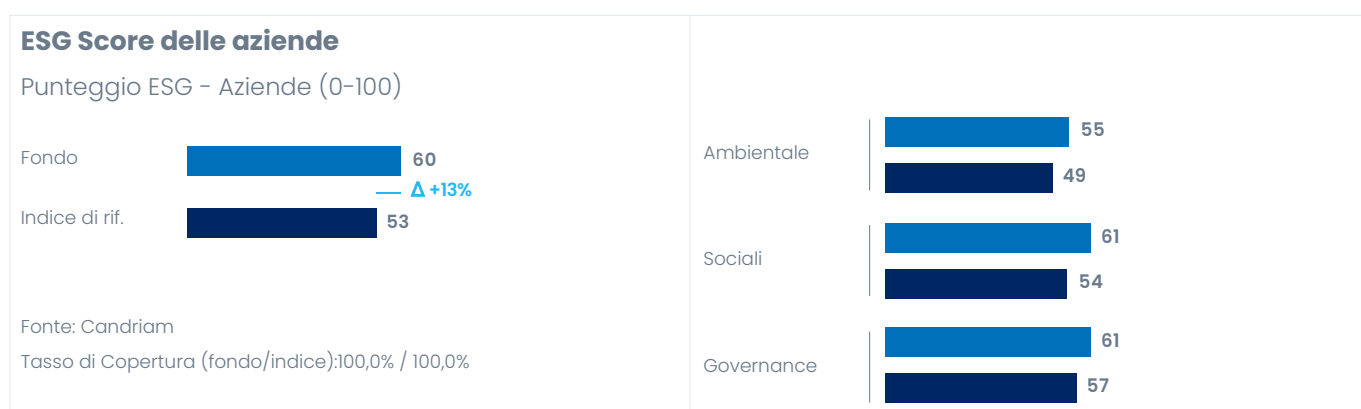 ESG Score delle aziende
Punteggio ESG - Aziende (0-100)
Fondo
60
Δ +13%
Indice di rif.
53
Fonte: Candriam
Tasso di Copertura (fondo/indice):100,0% / 100,0%
Ambientale
55
49
Sociali
61
54
Governance
61
57